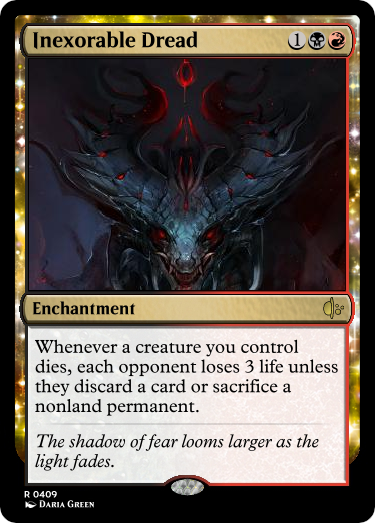 Inexorable Dread 1
Enchantment
Whenever a creature you control
dies, each opponent loses 3 life unless
they discard a card or sacrifice a
nonland permanent.
The shadow of fear looms larger as the
light fades.
R 0409
Daria Green